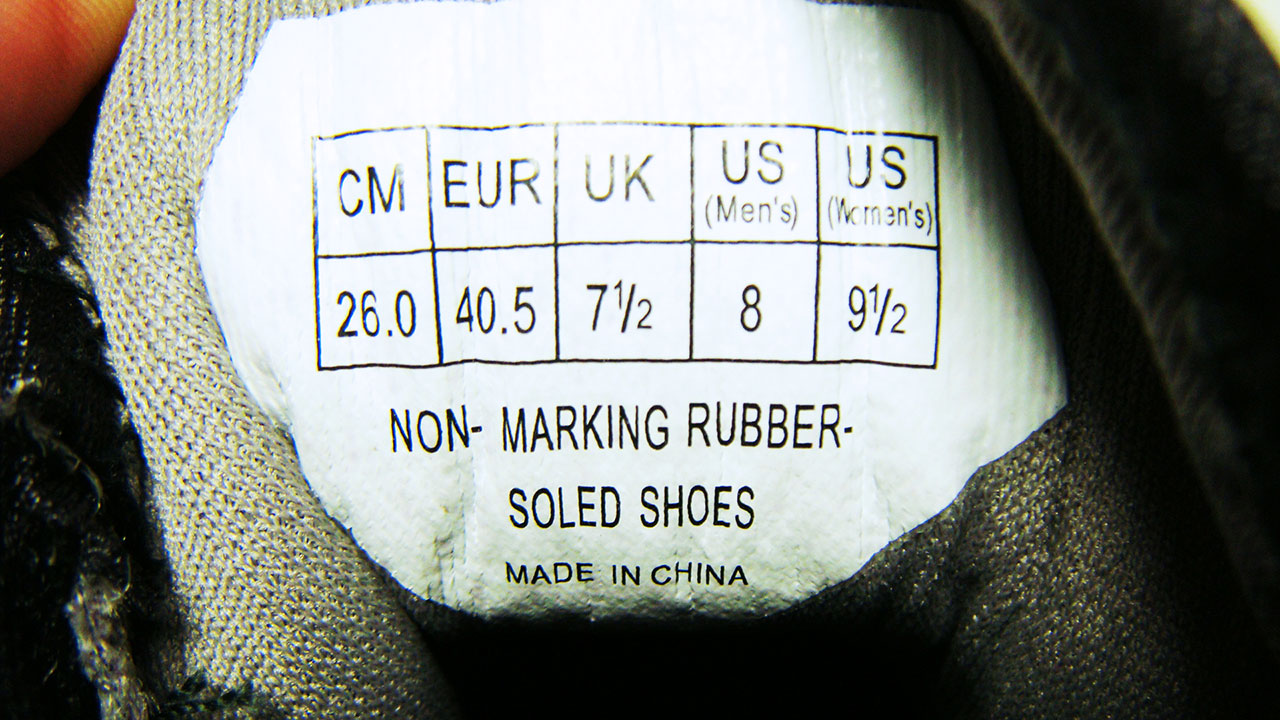 CM EUR UK US (Men's) US (Women's)
26.0 40.5 7½ 8 9½
NON- MARKING RUBBER-
SOLED SHOES
MADE IN CHINA